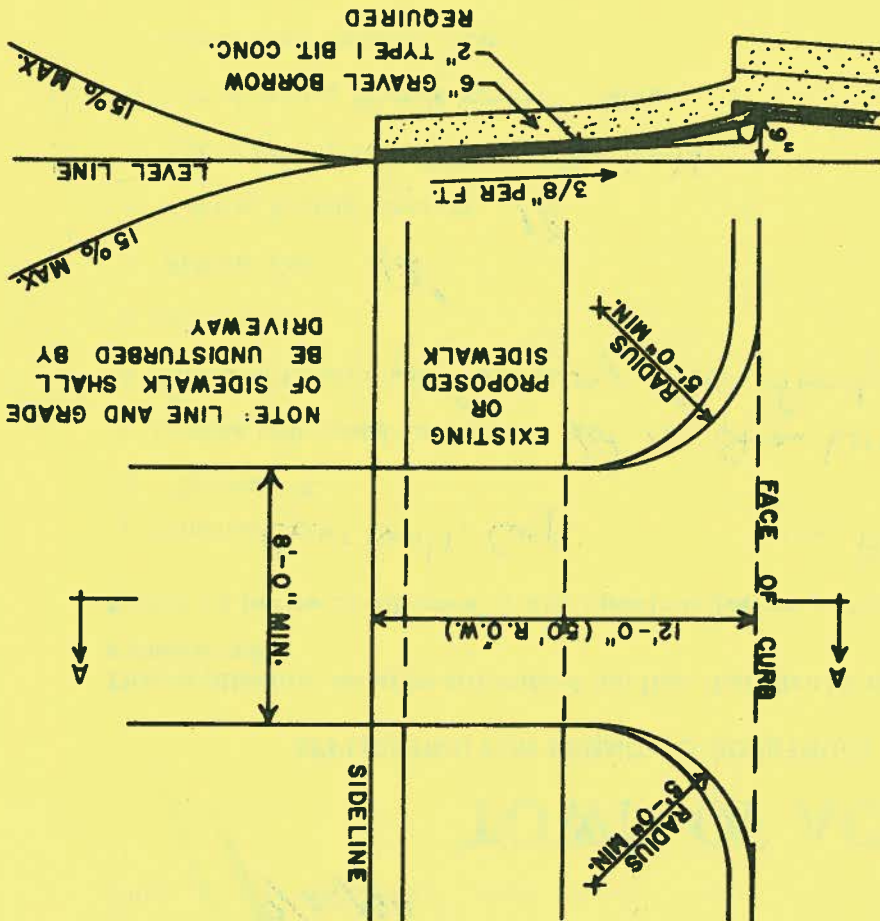 RADIUS
5'-0" MIN.
SIDELINE
A
A
12'-0" (50' R.O.W.)
FACE OF CURB
8'-0" MIN.
EXISTING
OR
PROPOSED
SIDEWALK
NOTE: LINE AND GRADE
OF SIDEWALK SHALL
BE UNDISTURBED BY
DRIVEWAY
RADIUS
5'-0" MIN.
15% MAX.
3/8" PER FT.
LEVEL LINE
9"
15% MAX.
6" GRAVEL BORROW
2" TYPE I BIT. CONC.
REQUIRED